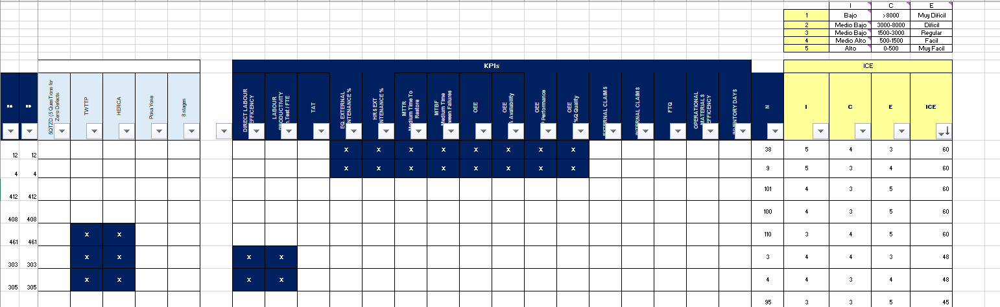 I C E
1 Bajo >8000 Muy Dificil
2 Medio Bajo 3000-8000 Dificil
3 Medio Bajo 1500-3000 Regular
4 Medio Alto 500-1500 Facil
5 Alto 0-500 Muy Facil
KPIs ICE
5QTZD (5 QuesTions for
Zero Defects
TWTTP
HERCA
Poka Yoke
8 stages
DIRECT LABOUR
EFFICENCY
LABOUR
PRODUCTIVITY
Test / FTE
TAT
EQ. EXTERNAL
INTENANCE %
HRS EXT
INTENANCE %
MTTR
Medium Time To
Restore
MTBF
Medium Time
ween Failures
OEE
OEE
A Availability
OEE
P Performance
OEE
%Q Quality
EXTERNAL CLAIMS
INTERNAL CLAIMS
FTQ
OPERATIONAL
MATERIALS
EFFICENCY
INVENTORY DAYS
N
I
C
E
ICE
12 12 x x x x x x x x 38 5 4 3 60
4 4 x x x x x x x x 9 5 3 4 60
412 412 101 4 3 5 60
408 408 100 4 3 5 60
461 461 x x 110 3 4 5 60
303 303 x x x x 3 4 4 3 48
305 305 x x x x 4 4 3 4 48
95 3 3 5 45